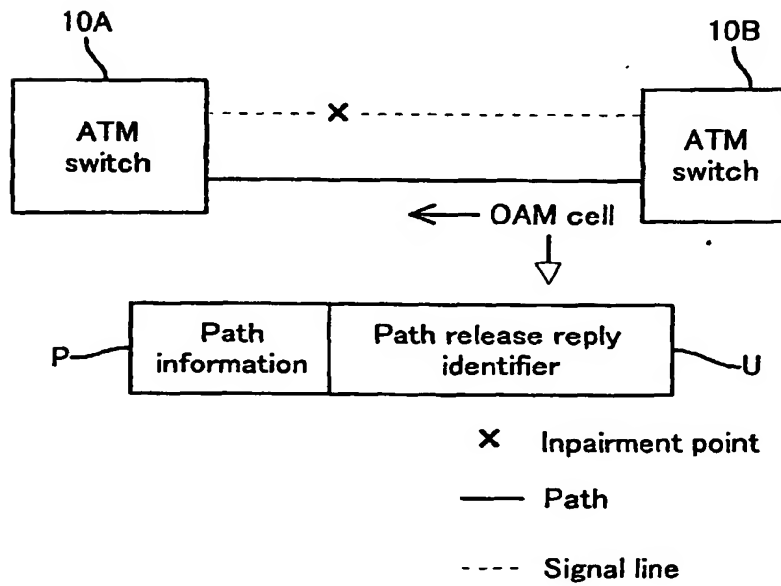 10A
10B
ATM
switch
×
ATM
switch
OAM cell
P
Path
information
Path release reply
identifier
U
× Inpairment point
Path
Signal line